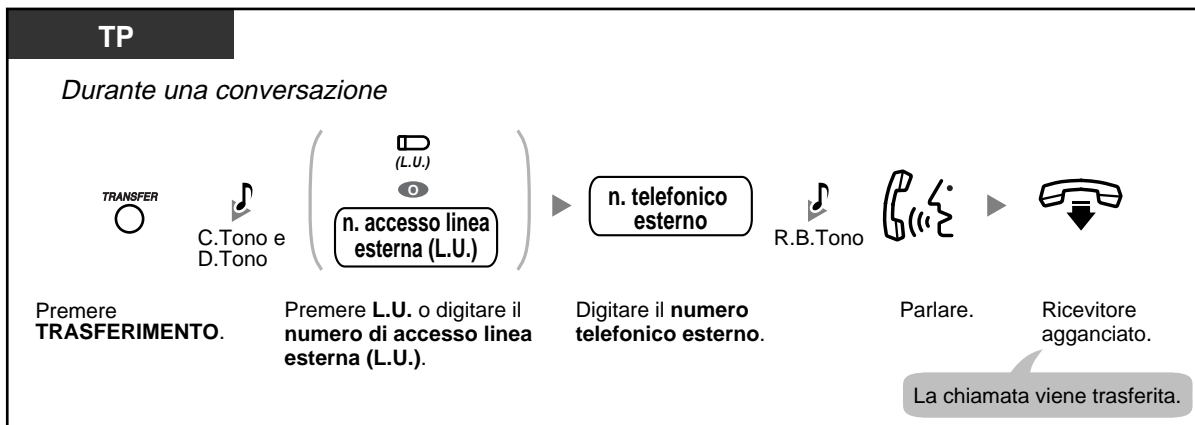 TP
Durante una conversazione
TRANSFER
C.Tono e
D.Tono
(L.U.)
O
n. accesso linea
esterna (L.U.)
n. telefonico
esterno
R.B.Tono
Premere
TRASFERIMENTO.
Premere L.U. o digitare il
numero di accesso linea
esterna (L.U.).
Digitare il numero
telefonico esterno.
Parlare.
Ricevitore
agganciato.
La chiamata viene trasferita.